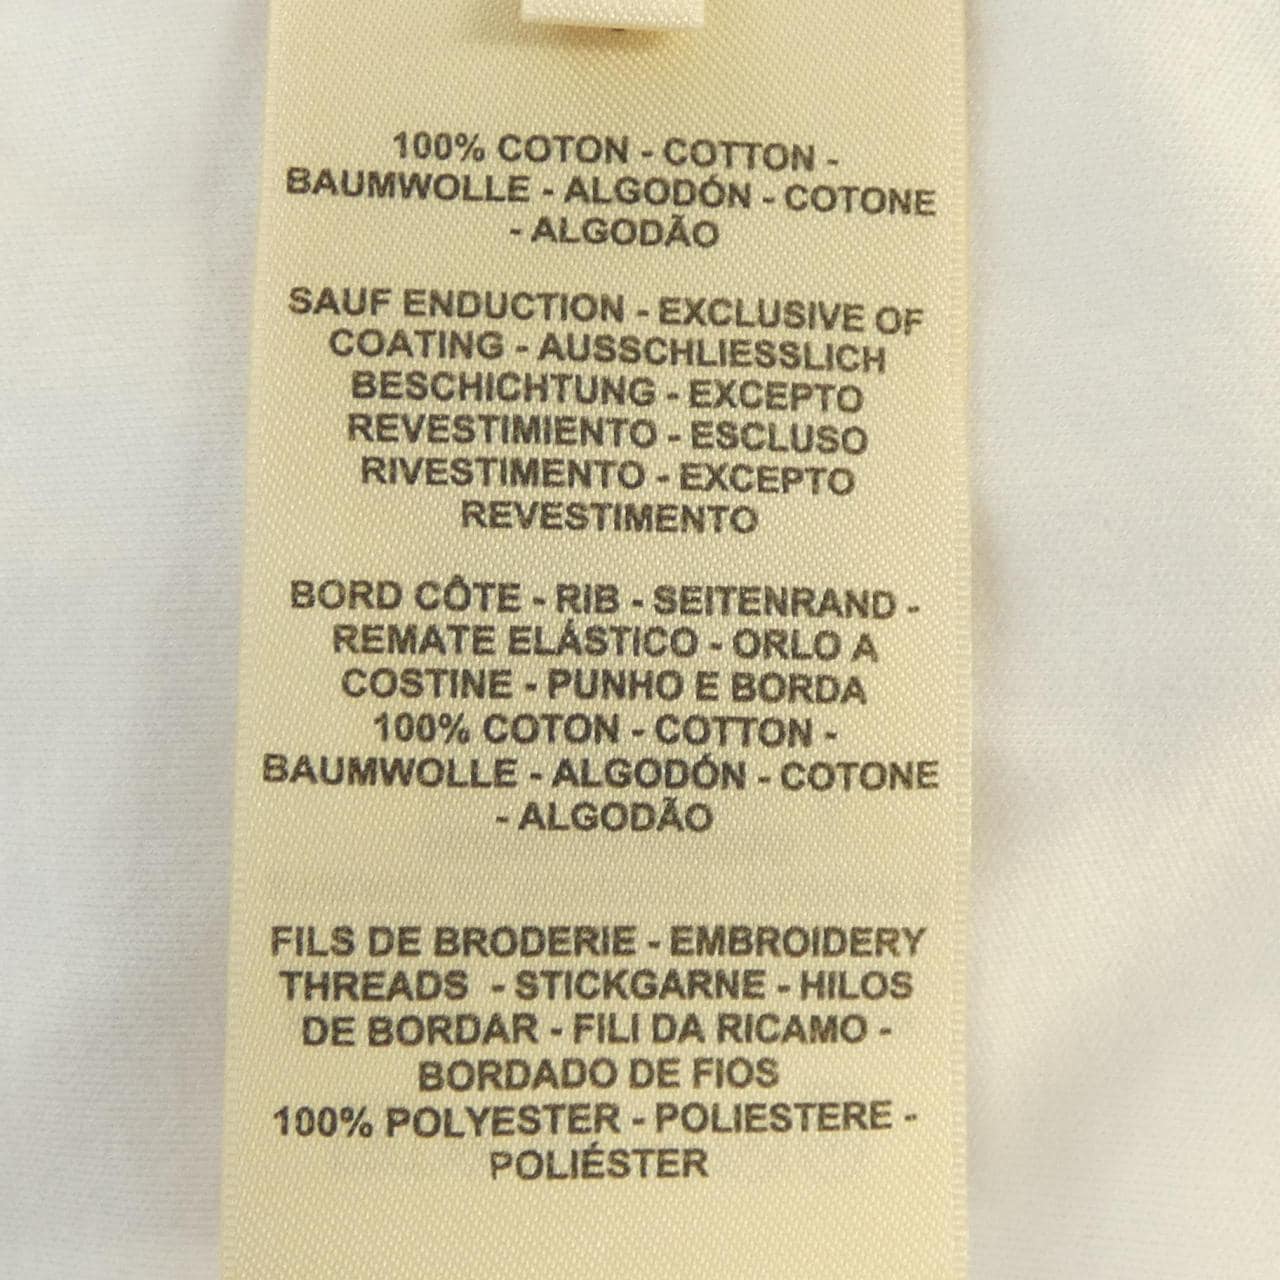 100% COTON - COTTON -
BAUMWOLLE - ALGODÓN - COTONE
- ALGODÃO
SAUF ENDUCTION - EXCLUSIVE OF
COATING - AUSSCHLIESSLICH
BESCHICHTUNG - EXCEPTO
REVESTIMIENTO - ESCLUSO
RIVESTIMENTO - EXCEPTO
REVESTIMENTO
BORD CÔTE - RIB - SEITENRAND -
REMATE ELÁSTICO - ORLO A
COSTINE - PUNHO E BORDA
100% COTON - COTTON -
BAUMWOLLE - ALGODÓN - COTONE
- ALGODÃO
FILS DE BRODERIE - EMBROIDERY
THREADS - STICKGARNE - HILOS
DE BORDAR - FILI DA RICAMO -
BORDADO DE FIOS
100% POLYESTER - POLIESTERE -
POLIÉSTER